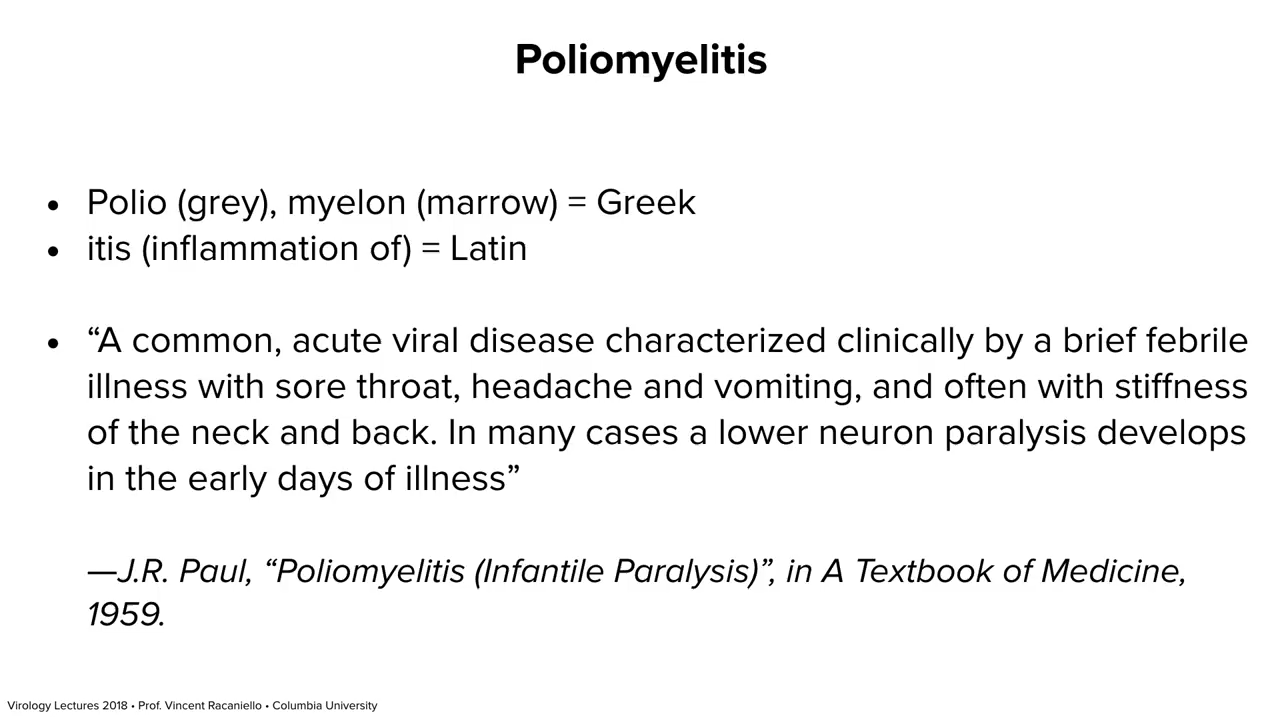 Poliomyelitis
• Polio (grey), myelon (marrow) = Greek
• itis (inflammation of) = Latin
• “A common, acute viral disease characterized clinically by a brief febrile
illness with sore throat, headache and vomiting, and often with stiffness
of the neck and back. In many cases a lower neuron paralysis develops
in the early days of illness”
—J.R. Paul, “Poliomyelitis (Infantile Paralysis)”, in A Textbook of Medicine,
1959.
Virology Lectures 2018 • Prof. Vincent Racaniello • Columbia University